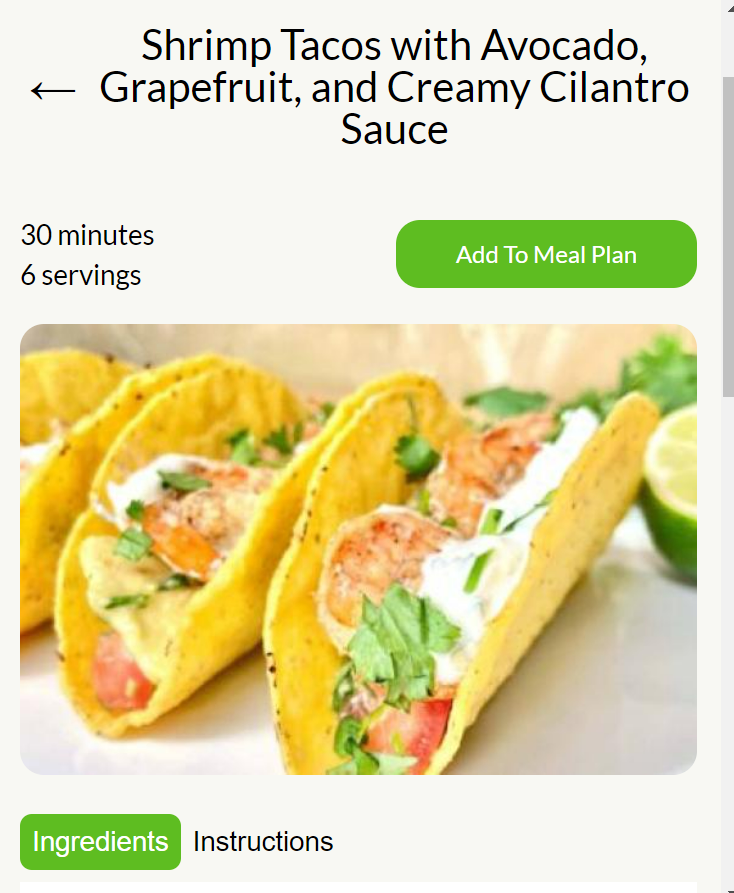 Shrimp Tacos with Avocado,
← Grapefruit, and Creamy Cilantro
Sauce
30 minutes
6 servings
Add To Meal Plan
Ingredients
Instructions